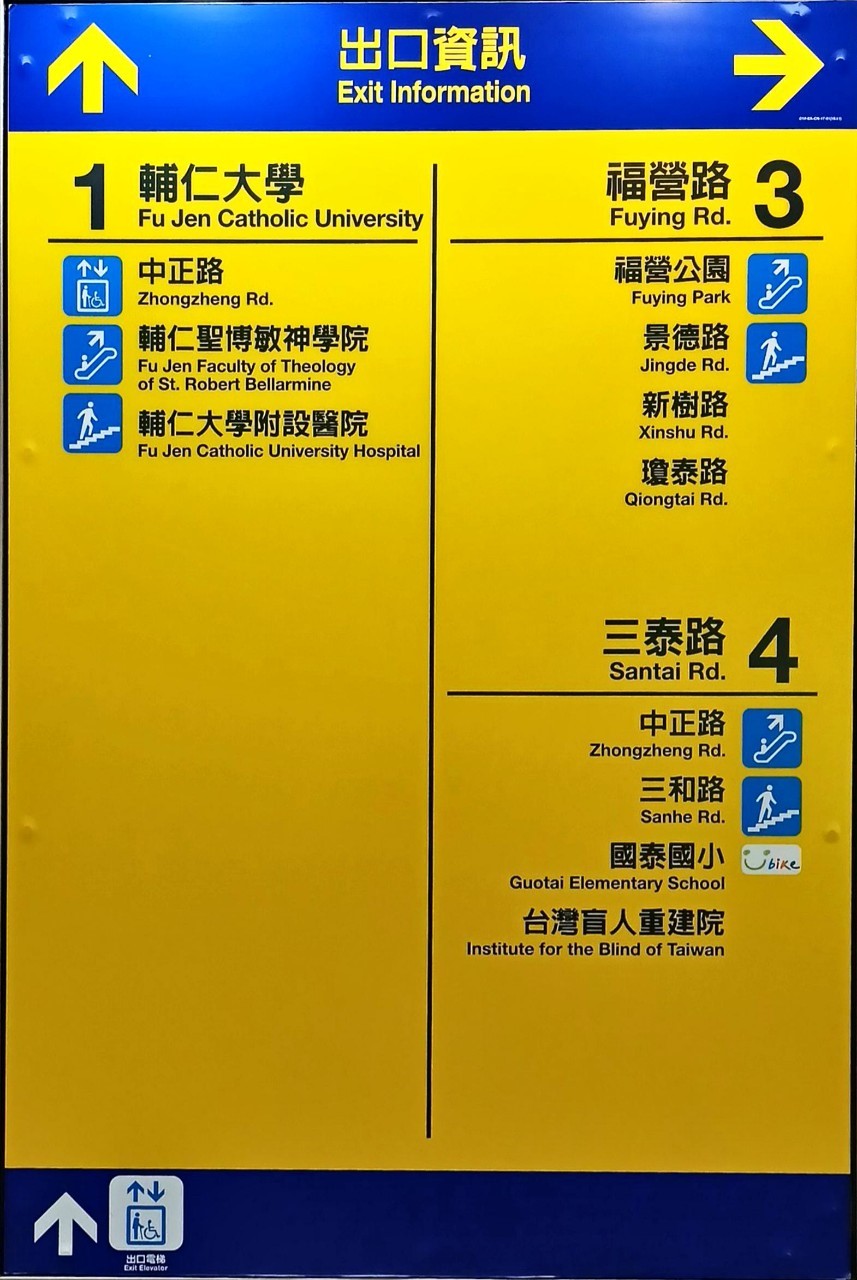 出口資訊
Exit Information
1
輔仁大學
Fu Jen Catholic University
中正路
Zhongzheng Rd.
輔仁聖博敏神學院
Fu Jen Faculty of Theology
of St. Robert Bellarmine
輔仁大學附設醫院
Fu Jen Catholic University Hospital
福營路
Fuying Rd.
3
福營公園
Fuying Park
景德路
Jingde Rd.
新樹路
Xinshu Rd.
瓊泰路
Qiongtai Rd.
三泰路
Santai Rd.
4
中正路
Zhongzheng Rd.
三和路
Sanhe Rd.
國泰國小
Guotai Elementary School
Ubike
台灣盲人重建院
Institute for the Blind of Taiwan
出口電梯
Exit Elevator